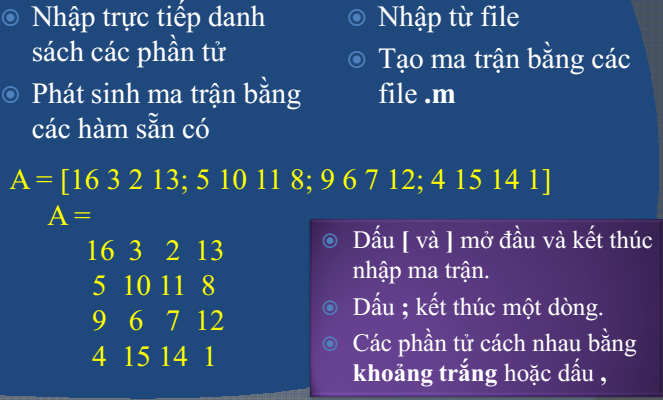 Nhập trực tiếp danh
sách các phần tử
Phát sinh ma trận bằng
các hàm sẵn có
Nhập từ file
Tạo ma trận bằng các
file .m
A = [16 3 2 13; 5 10 11 8; 9 6 7 12; 4 15 14 1]
A =
16 3 2 13
5 10 11 8
9 6 7 12
4 15 14 1
Dấu [ và ] mở đầu và kết thúc
nhập ma trận.
Dấu ; kết thúc một dòng.
Các phần tử cách nhau bằng
khoảng trắng hoặc dấu ,